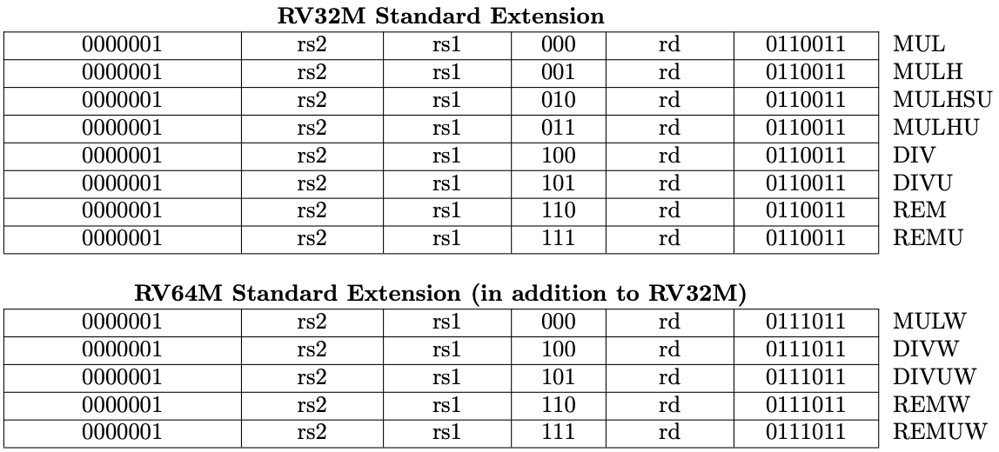 RV32M Standard Extension
0000001 rs2 rs1 000 rd 0110011 MUL
0000001 rs2 rs1 001 rd 0110011 MULH
0000001 rs2 rs1 010 rd 0110011 MULHSU
0000001 rs2 rs1 011 rd 0110011 MULHU
0000001 rs2 rs1 100 rd 0110011 DIV
0000001 rs2 rs1 101 rd 0110011 DIVU
0000001 rs2 rs1 110 rd 0110011 REM
0000001 rs2 rs1 111 rd 0110011 REMU
RV64M Standard Extension (in addition to RV32M)
0000001 rs2 rs1 000 rd 0111011 MULW
0000001 rs2 rs1 100 rd 0111011 DIVW
0000001 rs2 rs1 101 rd 0111011 DIVUW
0000001 rs2 rs1 110 rd 0111011 REMW
0000001 rs2 rs1 111 rd 0111011 REMUW